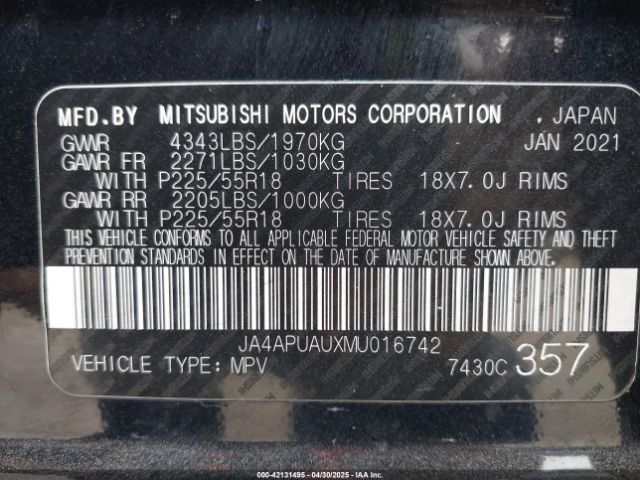 MFD.BY MITSUBISHI MOTORS CORPORATION , JAPAN
GVWR 4343LBS/1970KG JAN 2021
GAWR FR 2271LBS/1030KG
WITH P225/55R18 TIRES 18X7.0J RIMS
GAWR RR 2205LBS/1000KG
WITH P225/55R18 TIRES 18X7.0J RIMS
THIS VEHICLE CONFORMS TO ALL APPLICABLE FEDERAL MOTOR VEHICLE SAFETY AND THEFT
PREVENTION STANDARDS IN EFFECT ON THE DATE OF MANUFACTURE SHOWN ABOVE.
JA4APUAUXMU016742
VEHICLE TYPE: MPV 7430C 357
000-42131495 - 04/30/2025 - IAAI INC.